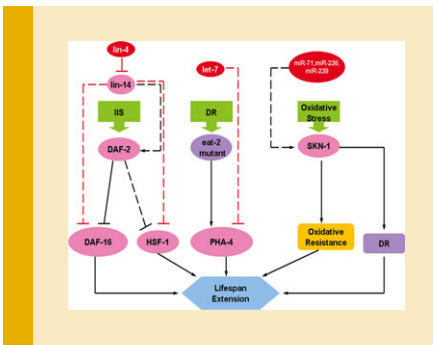 lin-4
let-7
miR-71,miR-238,
miR-239
lin-14
IIS
DR
Oxidative
Stress
DAF-2
eat-2
mutant
SKN-1
DAF-16
HSF-1
PHA-4
Oxidative
Resistance
DR
Lifespan
Extension